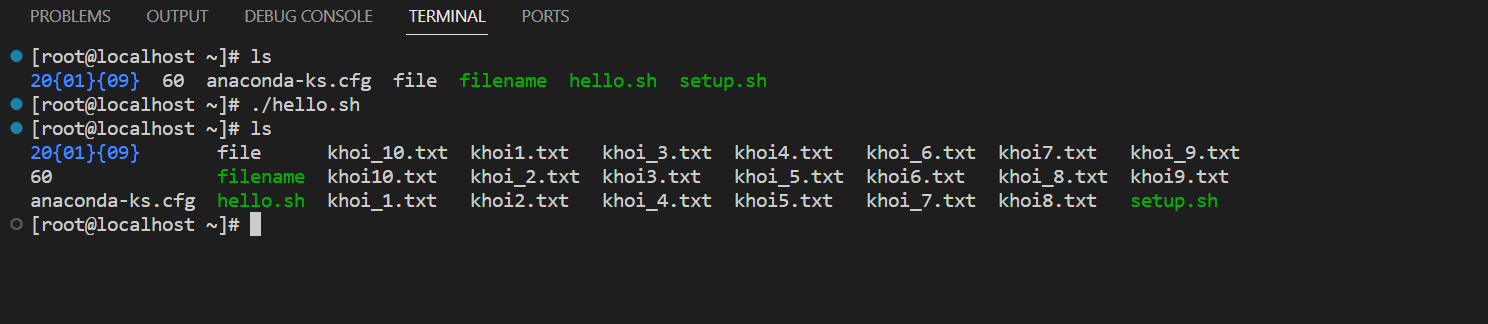 PROBLEMS OUTPUT DEBUG CONSOLE TERMINAL PORTS
[root@localhost ~]# ls
20{01}{09}  60  anaconda-ks.cfg  file  filename  hello.sh  setup.sh
[root@localhost ~]# ./hello.sh
[root@localhost ~]# ls
20{01}{09}       file      khoi_10.txt  khoi1.txt   khoi_3.txt  khoi4.txt   khoi_6.txt  khoi7.txt   khoi_9.txt
60               filename  khoi10.txt  khoi_2.txt  khoi3.txt   khoi_5.txt  khoi6.txt   khoi_8.txt  khoi9.txt
anaconda-ks.cfg  hello.sh  khoi_1.txt  khoi2.txt   khoi_4.txt  khoi5.txt   khoi_7.txt  khoi8.txt   setup.sh
[root@localhost ~]#